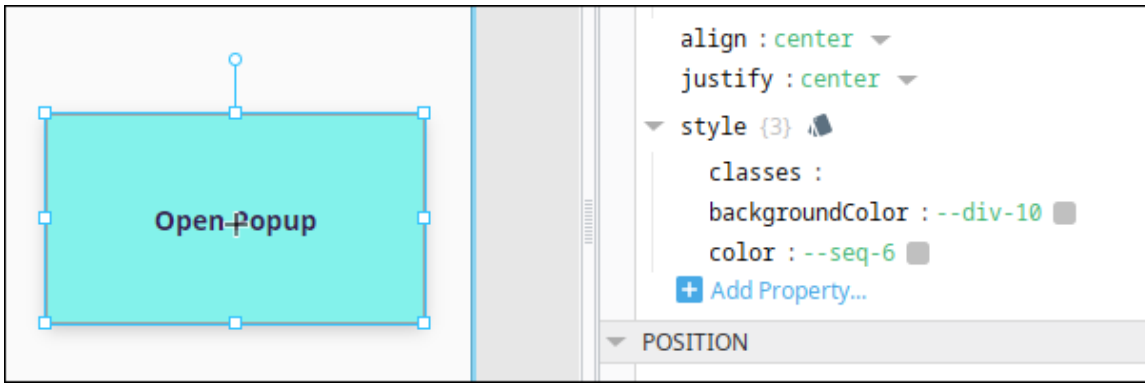 Open Popup
align : center
justify : center
style {3}
classes :
backgroundColor : --div-10
color : --seq-6
+ Add Property...
POSITION